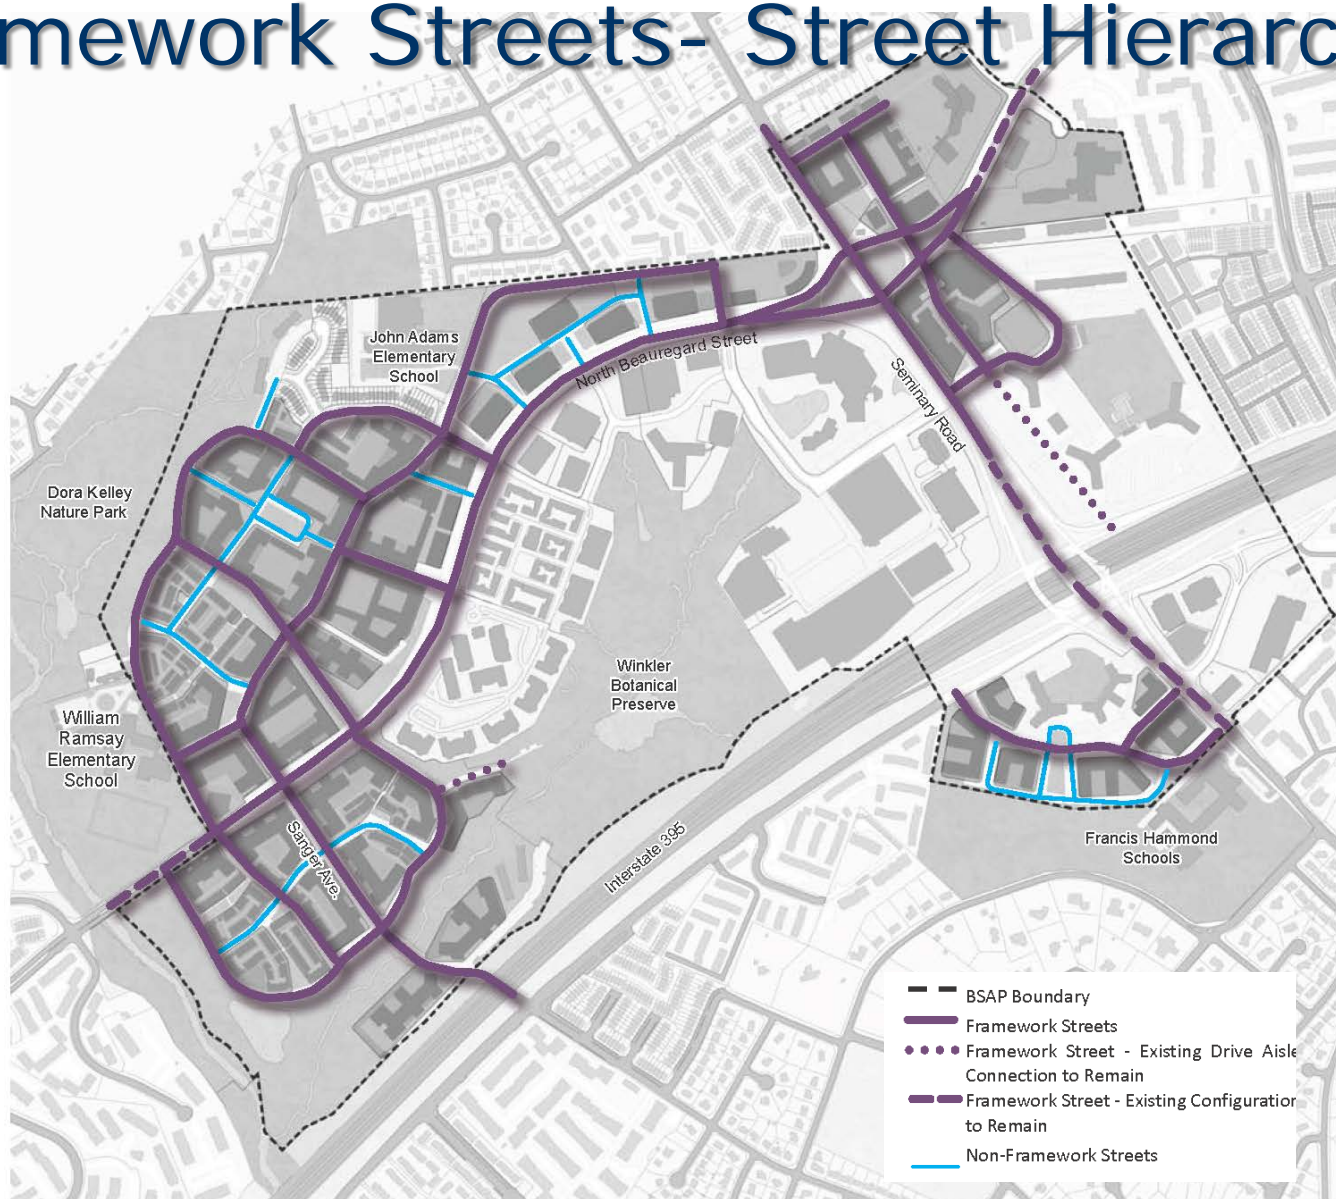 mework Streets- Street Hierarc
John Adams
Elementary
School
North Beauregard Street
Seminary Road
Dora Kelley
Nature Park
Winkler
Botanical
Preserve
William
Ramsay
Elementary
School
Sanger Ave.
Interstate 395
Francis Hammond
Schools
BSAP Boundary
Framework Streets
Framework Street - Existing Drive Aisle
Connection to Remain
Framework Street - Existing Configuration
to Remain
Non-Framework Streets